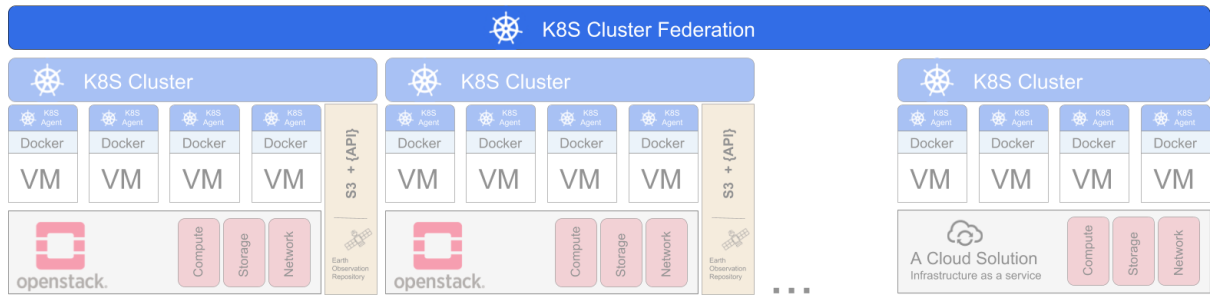 K8S Cluster Federation
K8S Cluster
K8S
Agent
Docker
VM
K8S
Agent
Docker
VM
K8S
Agent
Docker
VM
K8S
Agent
Docker
VM
S3 + {API}
Earth
Observation
Repository
openstack.
Compute
Storage
Network
K8S Cluster
K8S
Agent
Docker
VM
K8S
Agent
Docker
VM
K8S
Agent
Docker
VM
K8S
Agent
Docker
VM
S3 + {API}
Earth
Observation
Repository
openstack.
Compute
Storage
Network
...
K8S Cluster
K8S
Agent
Docker
VM
K8S
Agent
Docker
VM
K8S
Agent
Docker
VM
K8S
Agent
Docker
VM
A Cloud Solution
Infrastructure as a service
Compute
Storage
Network